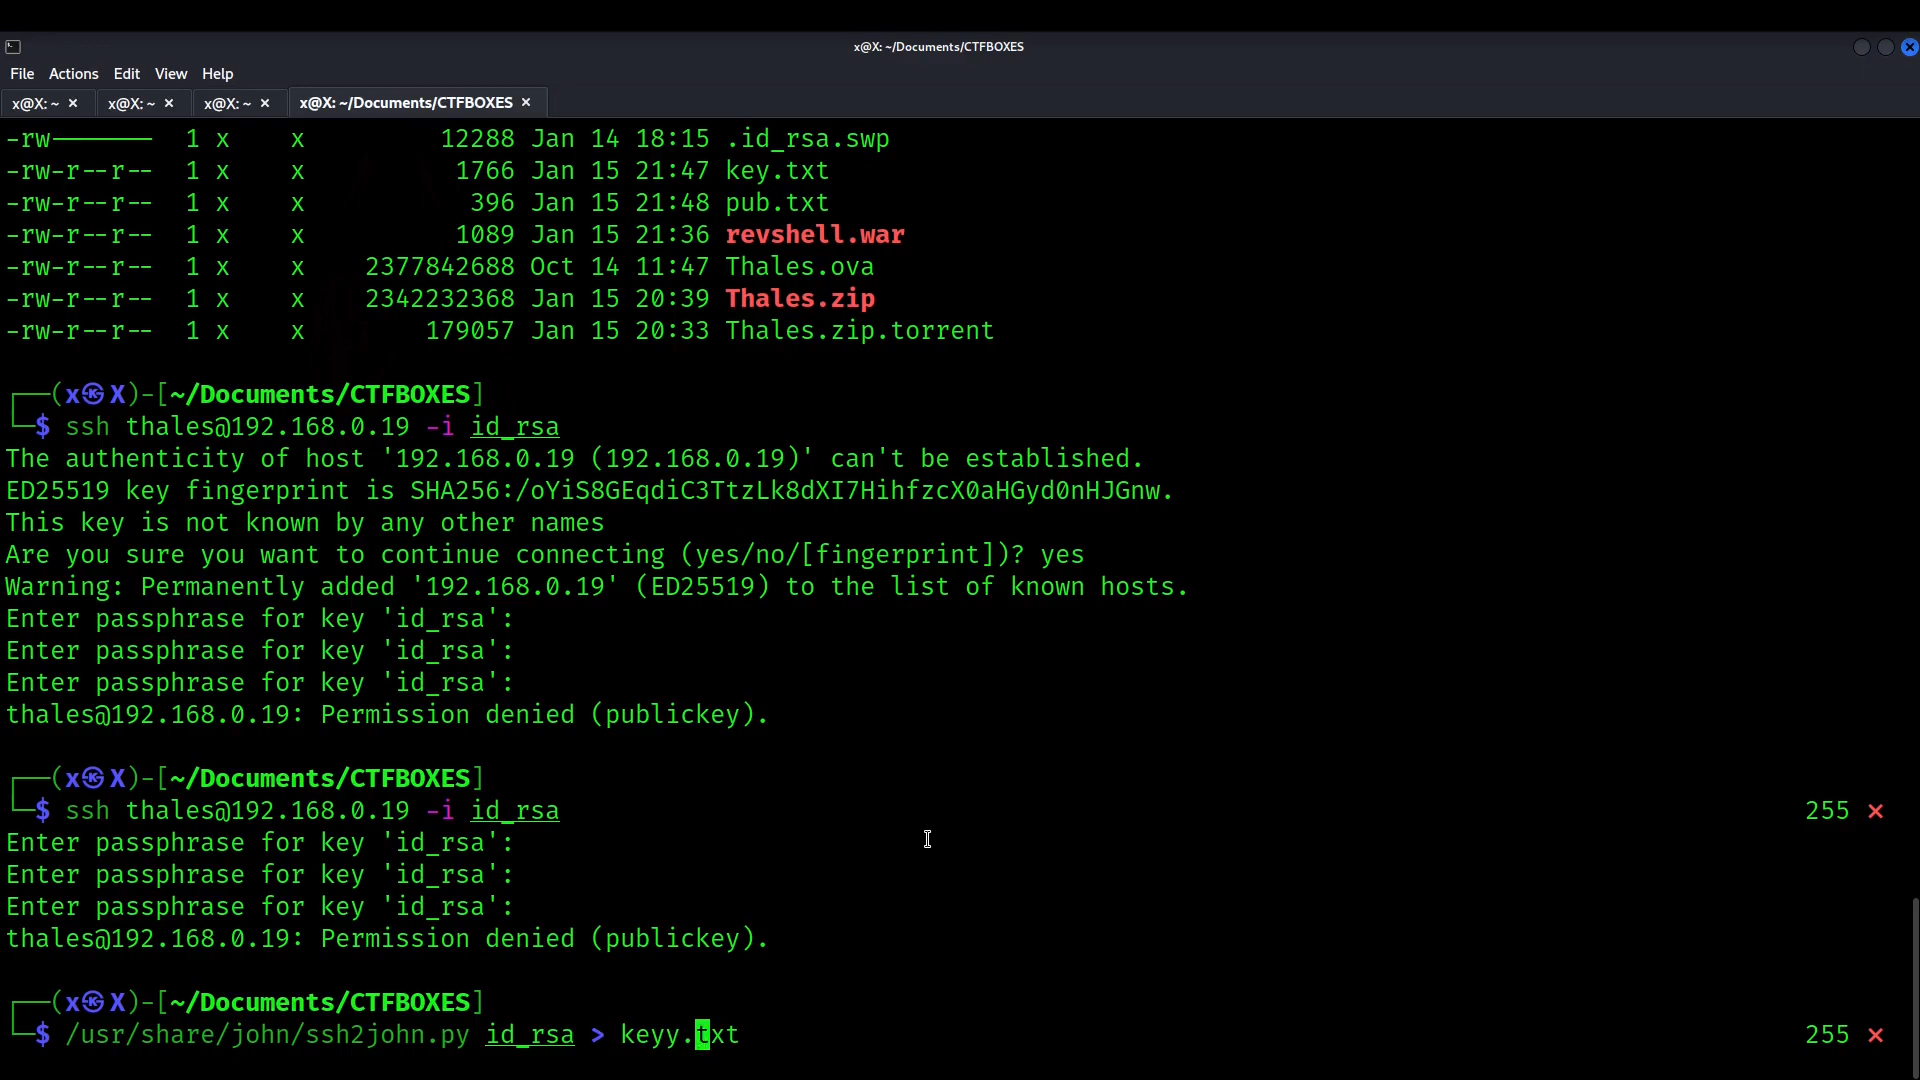 x@X: ~/Documents/CTFBOXES
File Actions Edit View Help
x@X: ~ × x@X: ~ × x@X: ~ × x@X: ~/Documents/CTFBOXES ×
-rw------- 1 x x 12288 Jan 14 18:15 .id_rsa.swp
-rw-r--r-- 1 x x 1766 Jan 15 21:47 key.txt
-rw-r--r-- 1 x x 396 Jan 15 21:48 pub.txt
-rw-r--r-- 1 x x 1089 Jan 15 21:36 revshell.war
-rw-r--r-- 1 x x 2377842688 Oct 14 11:47 Thales.ova
-rw-r--r-- 1 x x 2342232368 Jan 15 20:39 Thales.zip
-rw-r--r-- 1 x x 179057 Jan 15 20:33 Thales.zip.torrent
┌──(x㉿X)-[~/Documents/CTFBOXES]
└─$ ssh thales@192.168.0.19 -i id_rsa
The authenticity of host '192.168.0.19 (192.168.0.19)' can't be established.
ED25519 key fingerprint is SHA256:/oYiS8GEqdiC3TtzLk8dXI7HihfzcX0aHGyd0nHJGnw.
This key is not known by any other names
Are you sure you want to continue connecting (yes/no/[fingerprint])? yes
Warning: Permanently added '192.168.0.19' (ED25519) to the list of known hosts.
Enter passphrase for key 'id_rsa':
Enter passphrase for key 'id_rsa':
Enter passphrase for key 'id_rsa':
thales@192.168.0.19: Permission denied (publickey).
┌──(x㉿X)-[~/Documents/CTFBOXES]
└─$ ssh thales@192.168.0.19 -i id_rsa 255 ×
Enter passphrase for key 'id_rsa':
Enter passphrase for key 'id_rsa':
Enter passphrase for key 'id_rsa':
thales@192.168.0.19: Permission denied (publickey).
┌──(x㉿X)-[~/Documents/CTFBOXES]
└─$ /usr/share/john/ssh2john.py id_rsa > keyy.txt 255 ×